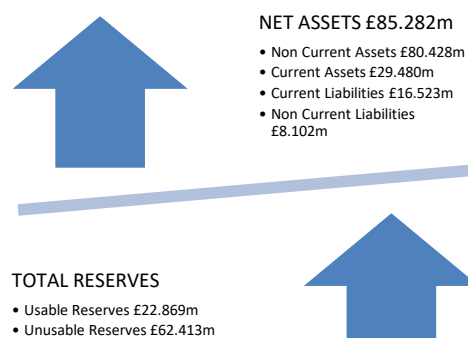 NET ASSETS £85.282m
• Non Current Assets £80.428m
• Current Assets £29.480m
• Current Liabilities £16.523m
• Non Current Liabilities
£8.102m
TOTAL RESERVES
• Usable Reserves £22.869m
• Unusable Reserves £62.413m